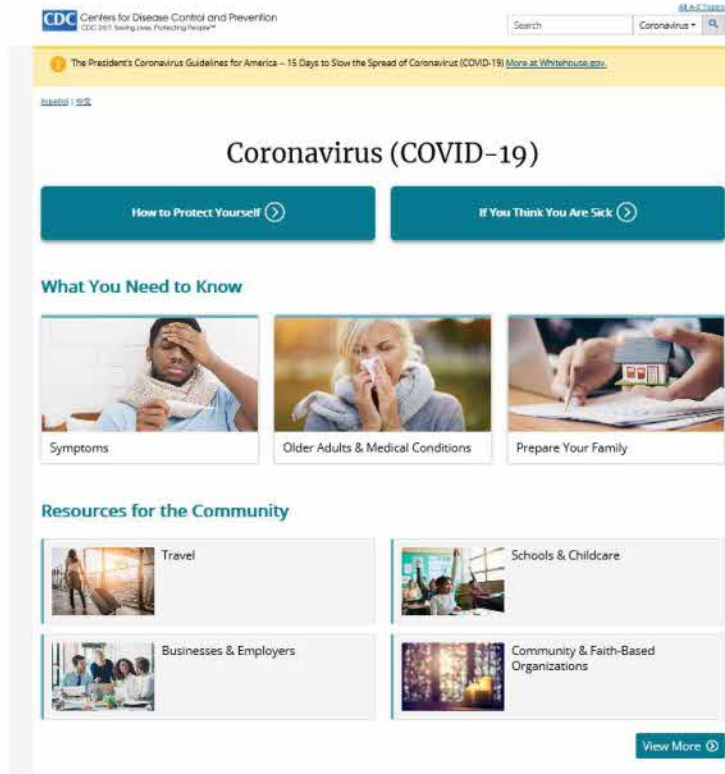 All A-Z Topics
CDC Centers for Disease Control and Prevention
CDC 24/7: Saving Lives. Protecting People™
Search
Coronavirus
The President's Coronavirus Guidelines for America – 15 Days to Slow the Spread of Coronavirus (COVID-19) More at Whitehouse.gov.
Español | 中文
Coronavirus (COVID-19)
How to Protect Yourself
If You Think You Are Sick
What You Need to Know
Symptoms
Older Adults & Medical Conditions
Prepare Your Family
Resources for the Community
Travel
Schools & Childcare
Businesses & Employers
Community & Faith-Based
Organizations
View More